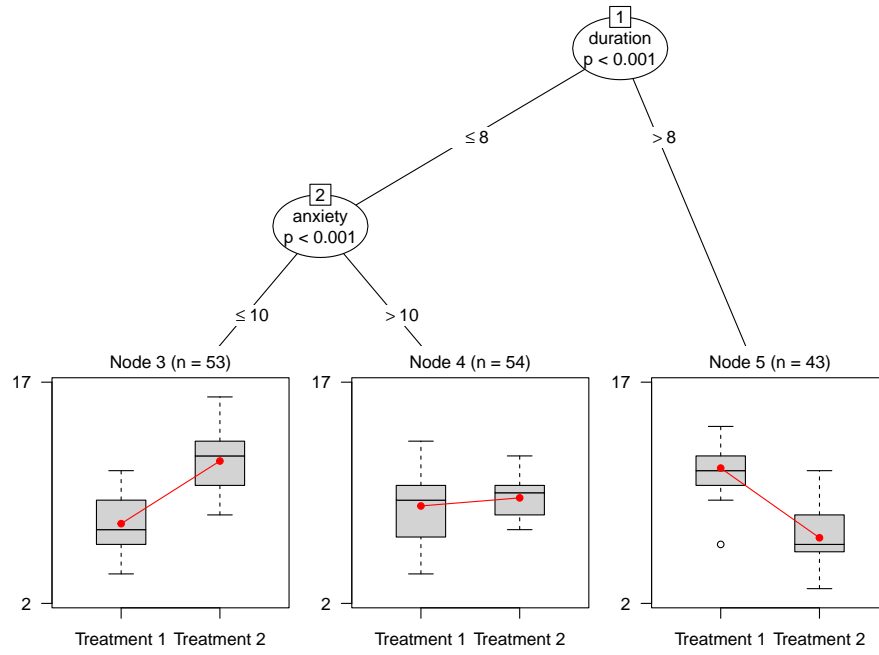 1
duration
p < 0.001
≤ 8
> 8
2
anxiety
p < 0.001
≤ 10
> 10
Node 3 (n = 53)
17
2
Treatment 1 Treatment 2
Node 4 (n = 54)
17
2
Treatment 1 Treatment 2
Node 5 (n = 43)
17
2
Treatment 1 Treatment 2